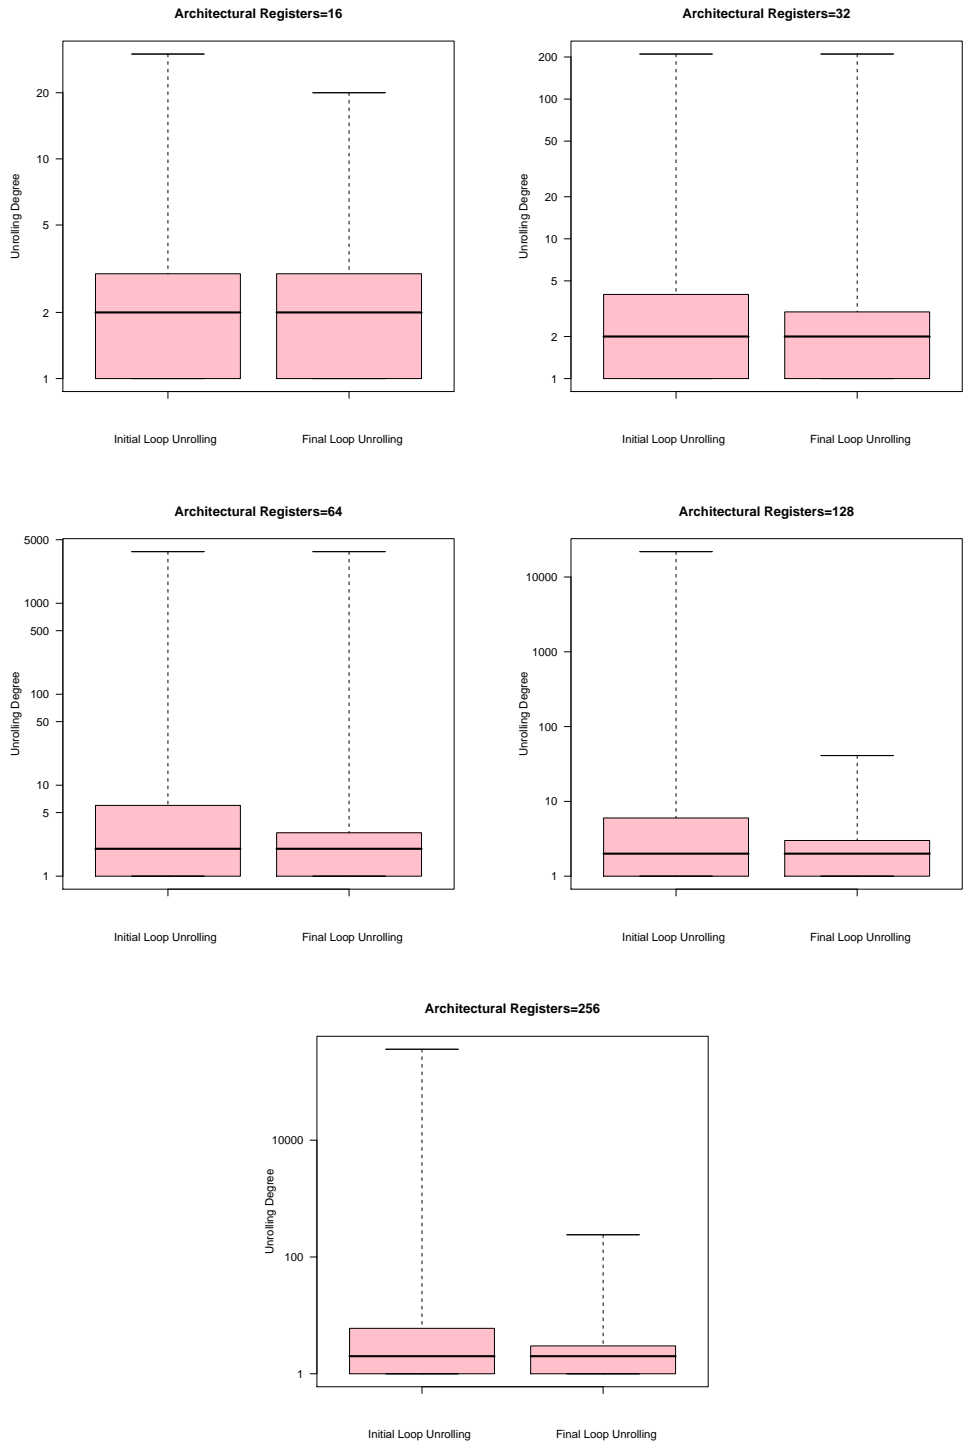 Architectural Registers=16
Unrolling Degree
20
10
5
2
1
Initial Loop Unrolling
Final Loop Unrolling
Architectural Registers=32
Unrolling Degree
200
100
50
20
10
5
2
1
Initial Loop Unrolling
Final Loop Unrolling
Architectural Registers=64
Unrolling Degree
5000
1000
500
100
50
10
5
1
Initial Loop Unrolling
Final Loop Unrolling
Architectural Registers=128
Unrolling Degree
10000
1000
100
10
1
Initial Loop Unrolling
Final Loop Unrolling
Architectural Registers=256
Unrolling Degree
10000
100
1
Initial Loop Unrolling
Final Loop Unrolling